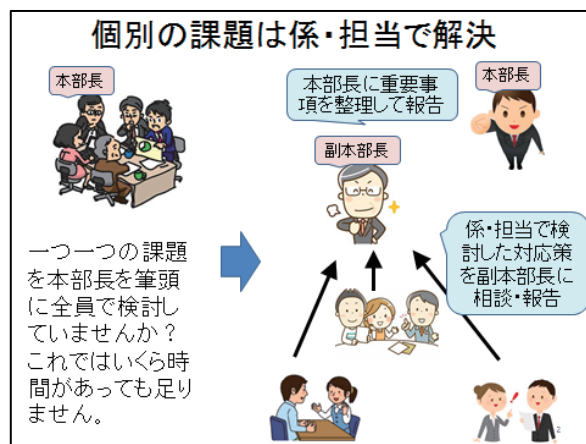 個別の課題は係・担当で解決
本部長
本部長に重要事
項を整理して報告
本部長
副本部長
一つ一つの課題
を本部長を筆頭
に全員で検討し
ていませんか？
これではいくら時
間があっても足り
ません。
係・担当で検
討した対応策
を副本部長に
相談・報告
2